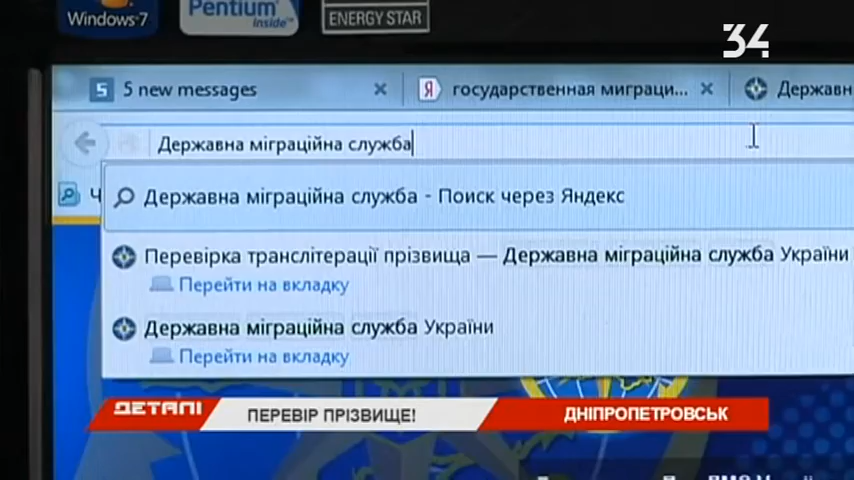 Windows·7
Pentium
inside™
ENERGY STAR
34
5 new messages
Я государственная миграци...
Державн
Державна міграційна служба
Державна міграційна служба - Поиск через Яндекс
Перевірка транслітерації прізвища — Державна міграційна служба України
Перейти на вкладку
Державна міграційна служба України
Перейти на вкладку
ДЕТАЛІ
ПЕРЕВІР ПРІЗВИЩЕ!
ДНІПРОПЕТРОВСЬК